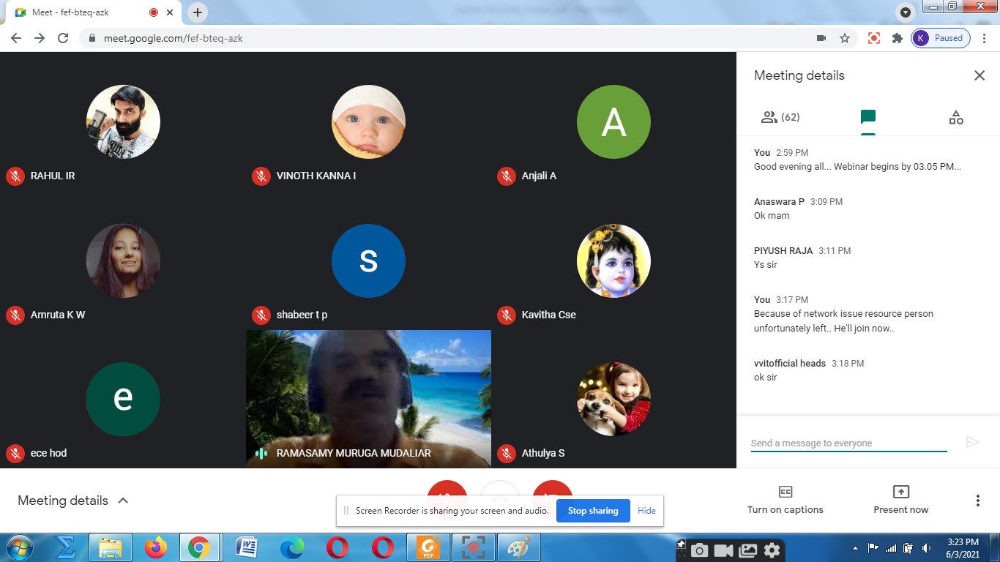 Meet - fef-bteq-azk
meet.google.com/fef-bteq-azk
K Paused
RAHUL IR
VINOTH KANNA I
A
Anjali A
Amruta K W
s
shabeer t p
Kavitha Cse
e
ece hod
RAMASAMY MURUGA MUDALIAR
Athulya S
Meeting details
(62)
You 2:59 PM
Good evening all... Webinar begins by 03.05 PM...
Anaswara P 3:09 PM
Ok mam
PIYUSH RAJA 3:11 PM
Ys sir
You 3:17 PM
Because of network issue resource person
unfortunately left.. He'll join now..
vvitofficial heads 3:18 PM
ok sir
Send a message to everyone
Meeting details
Screen Recorder is sharing your screen and audio. Stop sharing Hide
CC
Turn on captions
Present now
W
PDF
3:23 PM
6/3/2021